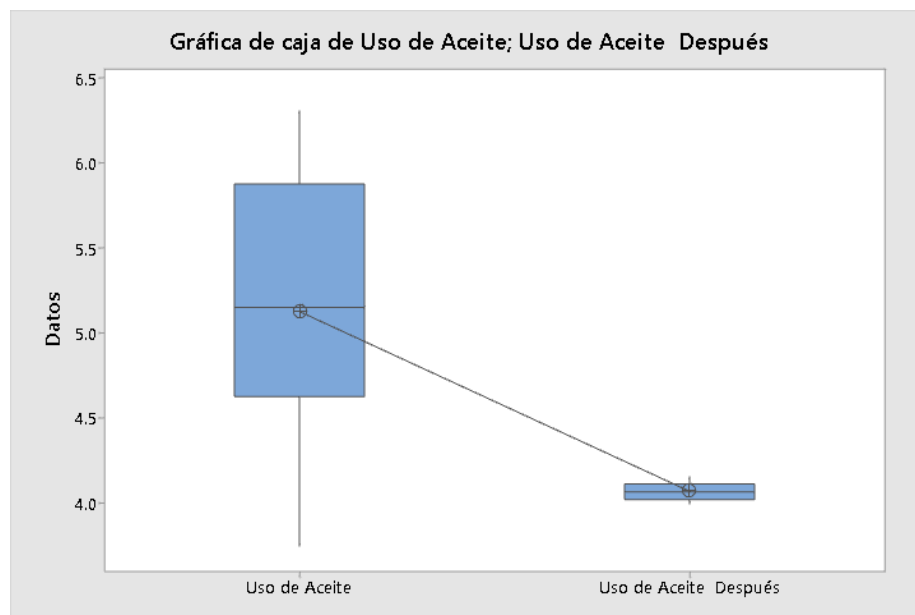 Gráfica de caja de Uso de Aceite; Uso de Aceite  Después
6.5
6.0
5.5
5.0
4.5
4.0
Datos
Uso de Aceite
Uso de Aceite  Después